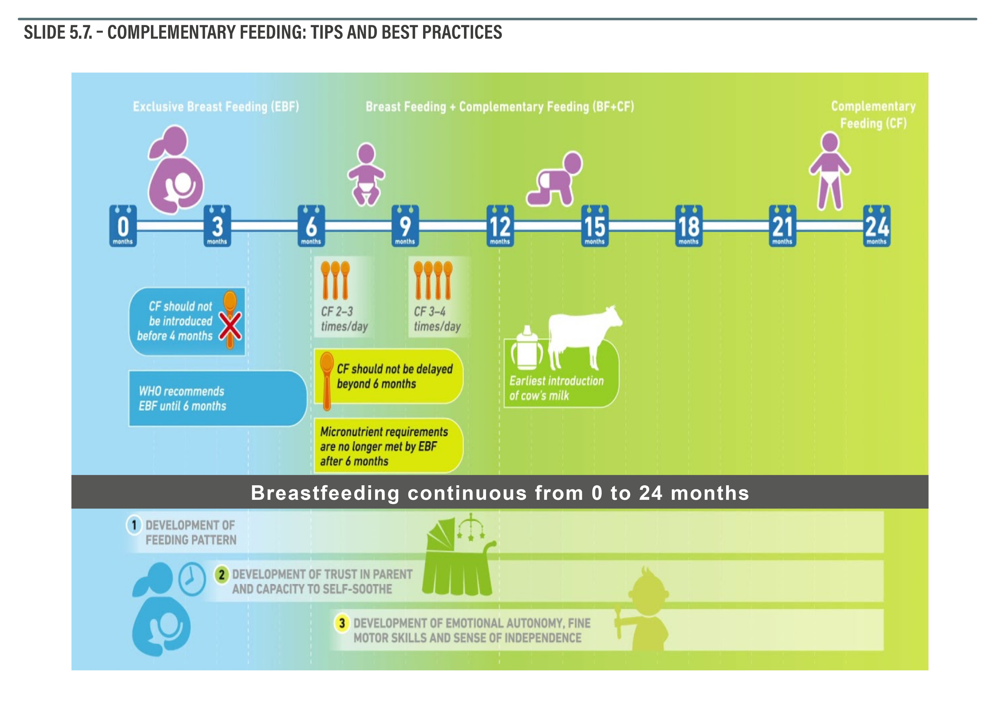 SLIDE 5.7. – COMPLEMENTARY FEEDING: TIPS AND BEST PRACTICES
Exclusive Breast Feeding (EBF)
Breast Feeding + Complementary Feeding (BF+CF)
Complementary
Feeding (CF)
0
months
3
months
6
months
9
months
12
months
15
months
18
months
21
months
24
months
CF should not
be introduced
before 4 months
WHO recommends
EBF until 6 months
CF 2–3
times/day
CF 3–4
times/day
CF should not be delayed
beyond 6 months
Micronutrient requirements
are no longer met by EBF
after 6 months
Earliest introduction
of cow's milk
Breastfeeding continuous from 0 to 24 months
1 DEVELOPMENT OF
FEEDING PATTERN
2 DEVELOPMENT OF TRUST IN PARENT
AND CAPACITY TO SELF-SOOTHE
3 DEVELOPMENT OF EMOTIONAL AUTONOMY, FINE
MOTOR SKILLS AND SENSE OF INDEPENDENCE